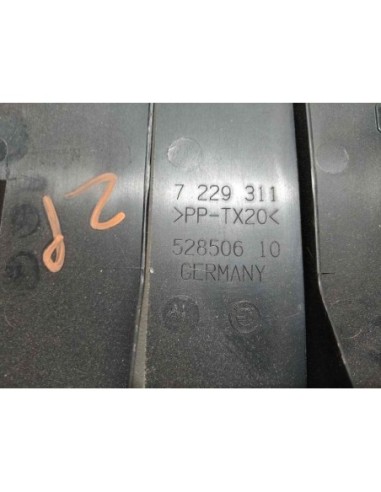 7 229 311
>PP-TX20<
528506 10
GERMANY